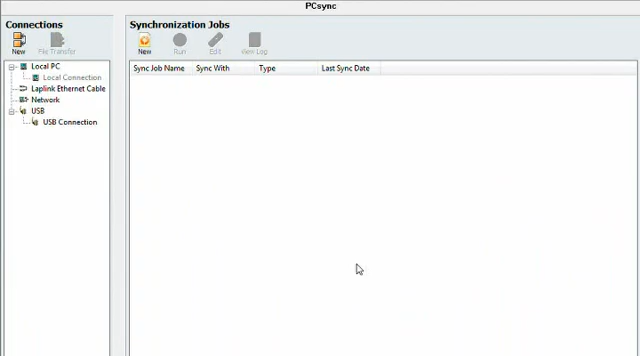 PCsync
Connections
New
File Transfer
Local PC
Local Connection
Laplink Ethernet Cable
Network
USB
USB Connection
Synchronization Jobs
New
Run
Edit
View Log
Sync Job Name
Sync With
Type
Last Sync Date